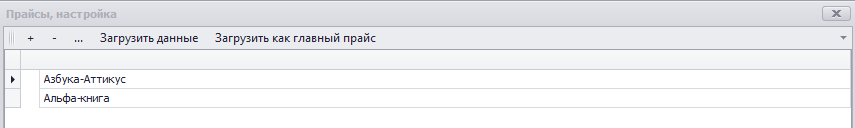 Прайсы, настройка
+ - ... Загрузить данные Загрузить как главный прайс
Азбука-Аттикус
Альфа-книга